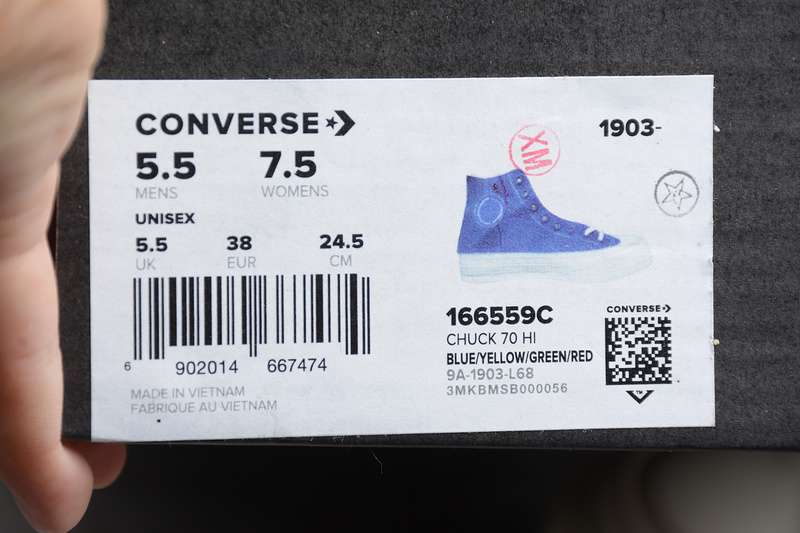 CONVERSE
1903-
XM
5.5 7.5
MENS WOMENS
UNISEX
5.5 38 24.5
UK EUR CM
6 902014 667474
MADE IN VIETNAM
FABRIQUE AU VIETNAM
166559C
CHUCK 70 HI
BLUE/YELLOW/GREEN/RED
9A-1903-L68
3MKBMSB000056
CONVERSE
TM